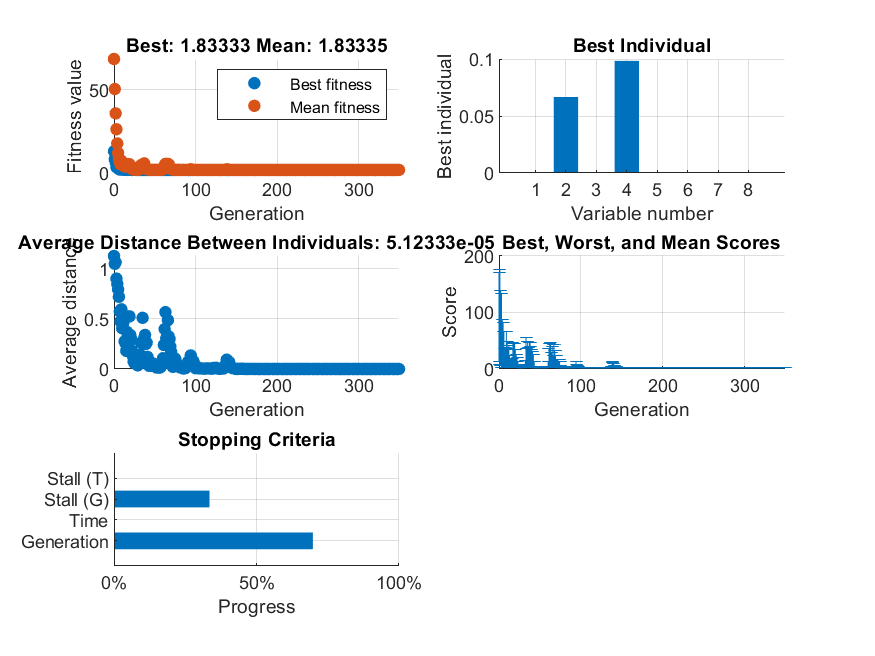 Best: 1.83333 Mean: 1.83335
Fitness value
50
0
Best fitness
Mean fitness
0 100 200 300
Generation
Best Individual
Best individual
0.1
0.05
0
1 2 3 4 5 6 7 8
Variable number
Average Distance Between Individuals: 5.12333e-05
Average distance
1
0.5
0
0 100 200 300
Generation
Best, Worst, and Mean Scores
Score
200
100
0
0 100 200 300
Generation
Stopping Criteria
Stall (T)
Stall (G)
Time
Generation
0% 50% 100%
Progress